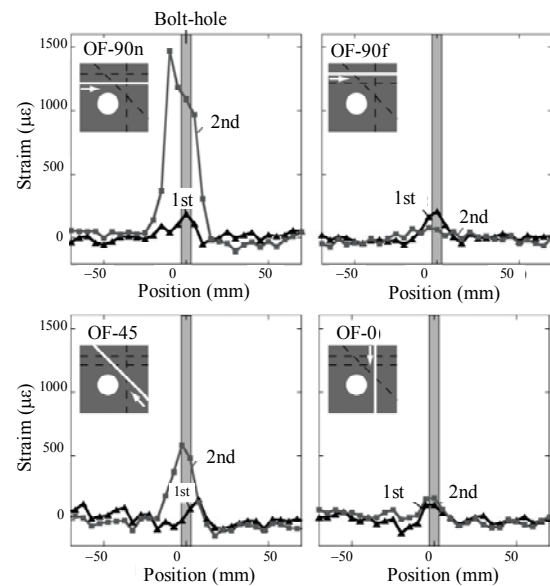 Bolt-hole
1500
1000
500
0
Straim (με)
OF-90n
2nd
1st
−50 0 50
Position (mm)
OF-90f
1st
2nd
−50 0 50
Position (mm)
1500
1000
500
0
Straim (με)
OF-45
2nd
1st
−50 0 50
Position (mm)
OF-0(
1st
2nd
−50 0 50
Position (mm)